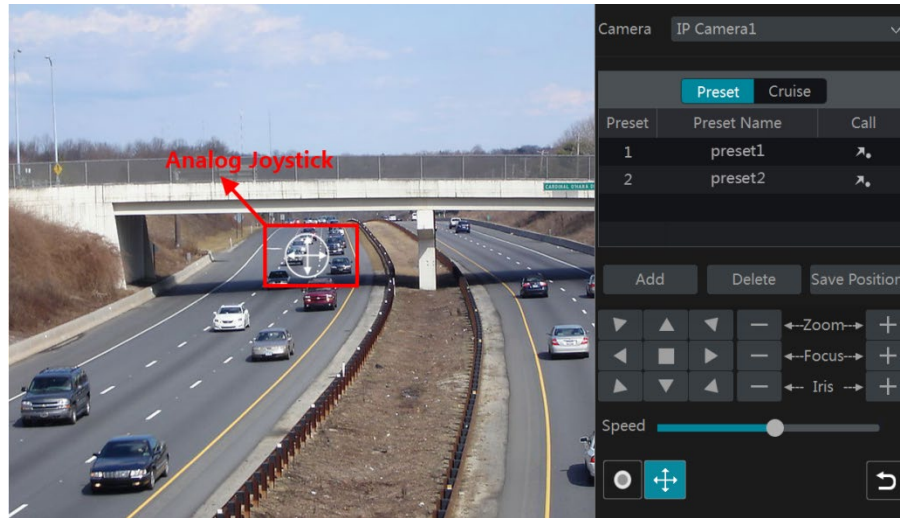 Camera IP Camera1
Preset Cruise
Preset Preset Name Call
1 preset1
2 preset2
Analog Joystick
Add Delete Save Position
Zoom
Focus
Iris
Speed